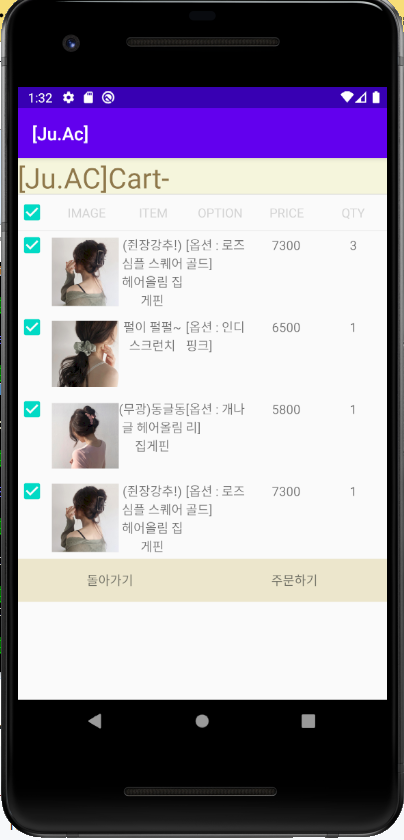 1:32
[Ju.Ac]
[Ju.AC]Cart-
IMAGE ITEM OPTION PRICE QTY
(쥔장강추!) [옵션 : 로즈 7300 3
심플 스퀘어 골드]
헤어올림 집
게핀
펄이 펄펄~ [옵션 : 인디 6500 1
스크런치 핑크]
(무광)동글동 [옵션 : 개나 5800 1
글 헤어올림 리]
집게핀
(쥔장강추!) [옵션 : 로즈 7300 1
심플 스퀘어 골드]
헤어올림 집
게핀
돌아가기 주문하기